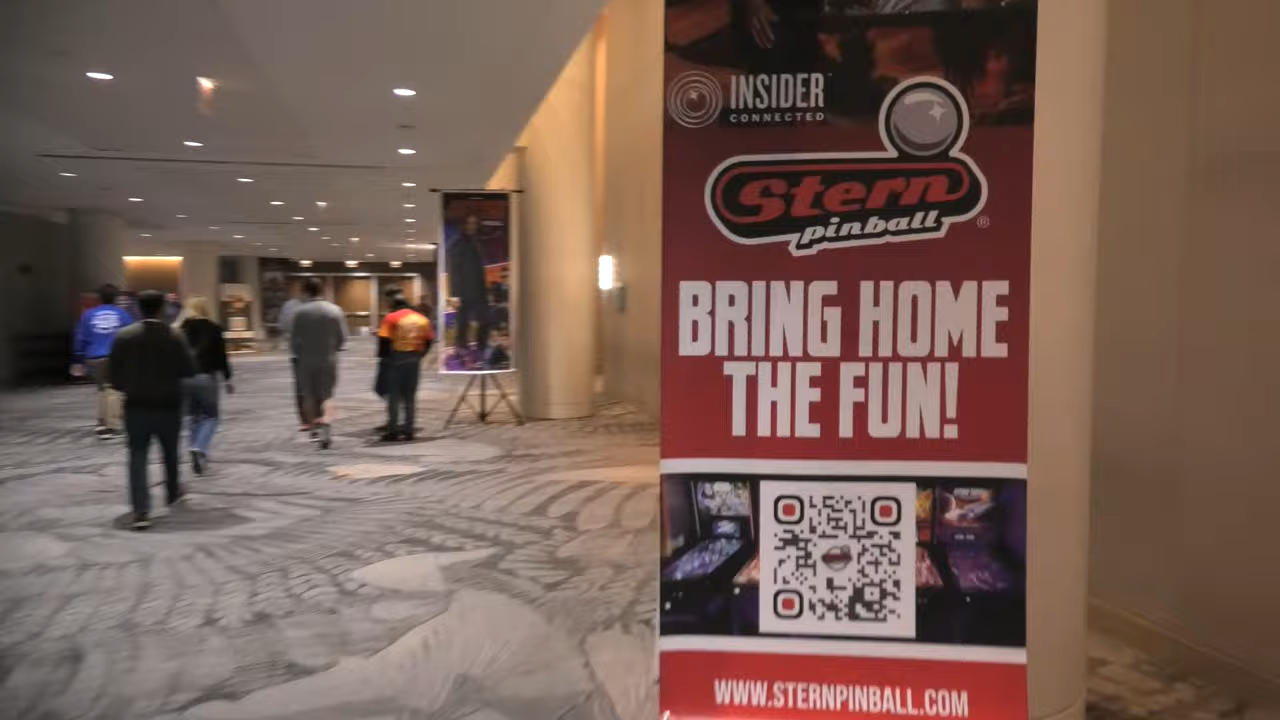 INSIDER
CONNECTED
Stern
pinball
®
BRING HOME
THE FUN!
WWW.STERNPINBALL.COM